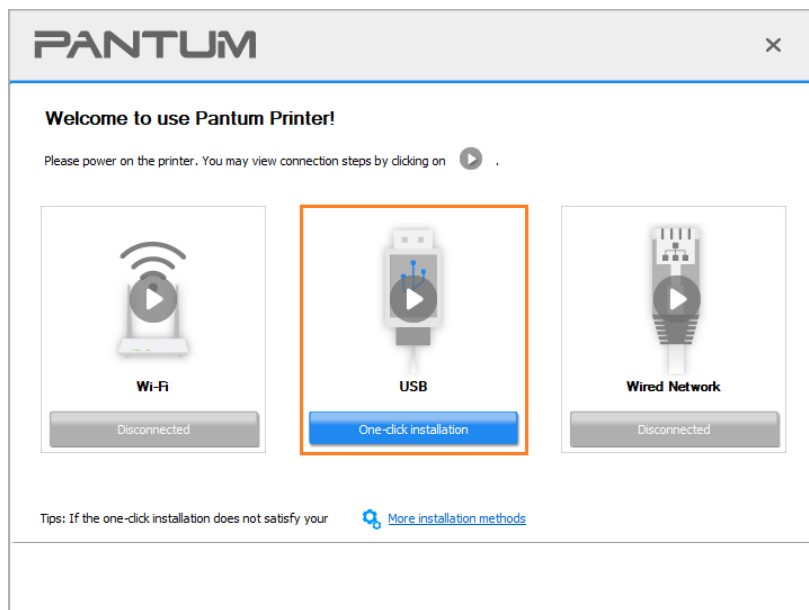 PANTUM
Welcome to use Pantum Printer!
Please power on the printer. You may view connection steps by clicking on .
Wi-Fi
USB
Wired Network
Disconnected
One-click installation
Disconnected
Tips: If the one-click installation does not satisfy your
More installation methods